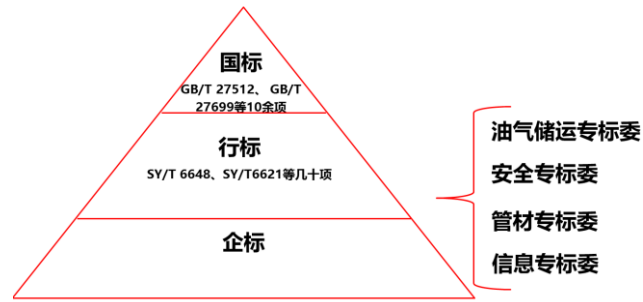 国标
GB/T 27512、 GB/T
27699等10余项
行标
SY/T 6648、SY/T6621等几十项
企标
油气储运专标委
安全专标委
管材专标委
信息专标委